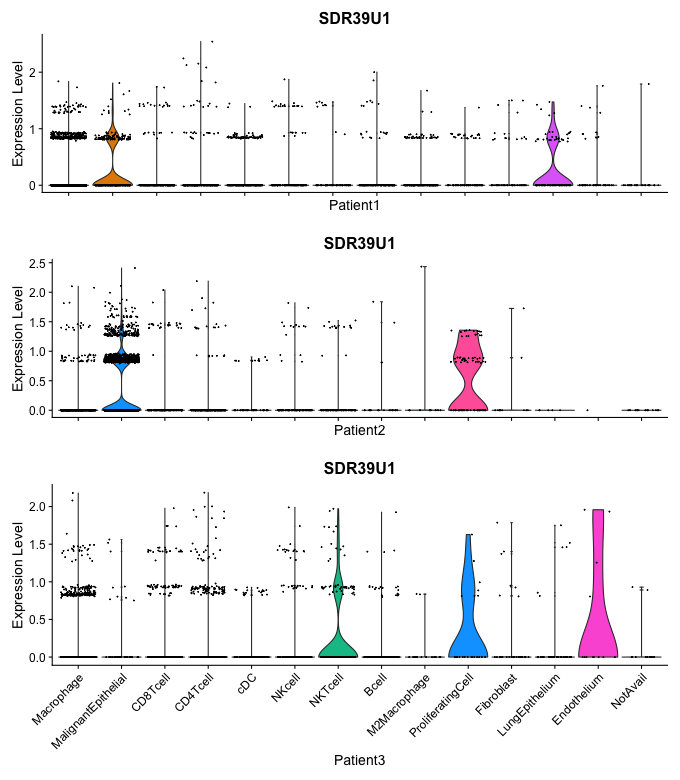 SDR39U1
Expression Level
2
1
0
Patient1
SDR39U1
Expression Level
2.5
2.0
1.5
1.0
0.5
0.0
Patient2
SDR39U1
Expression Level
2.0
1.5
1.0
0.5
0.0
Macrophage
MalignantEpithelial
CD8Tcell
CD4Tcell
cDC
NKcell
NKTcell
Bcell
M2Macrophage
ProliferatingCell
Fibroblast
LungEpithelium
Endothelium
NotAvail
Patient3